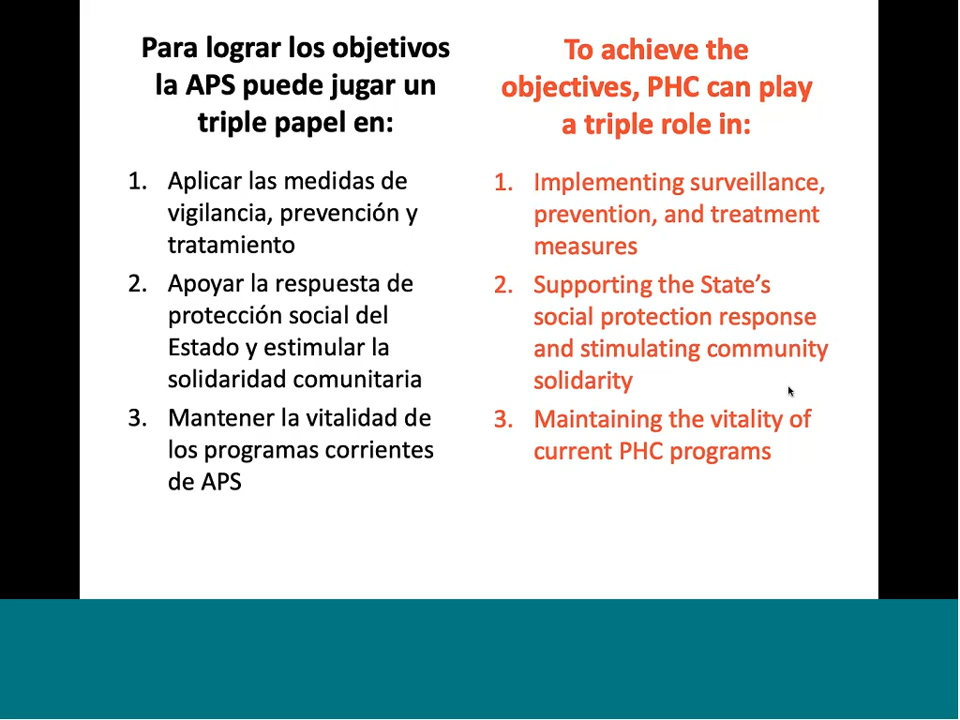 Para lograr los objetivos
la APS puede jugar un
triple papel en:
1. Aplicar las medidas de
vigilancia, prevención y
tratamiento
2. Apoyar la respuesta de
protección social del
Estado y estimular la
solidaridad comunitaria
3. Mantener la vitalidad de
los programas corrientes
de APS
To achieve the
objectives, PHC can play
a triple role in:
1. Implementing surveillance,
prevention, and treatment
measures
2. Supporting the State’s
social protection response
and stimulating community
solidarity
3. Maintaining the vitality of
current PHC programs